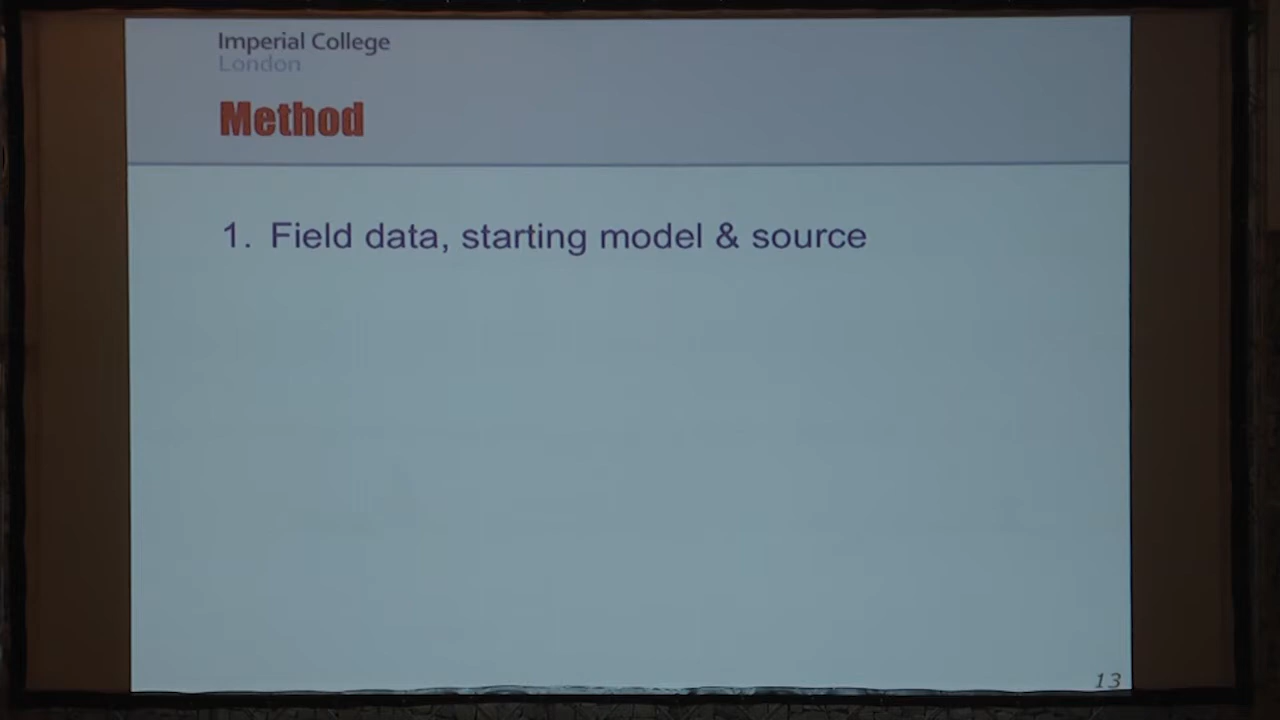 Imperial College
London
Method
1. Field data, starting model & source
13